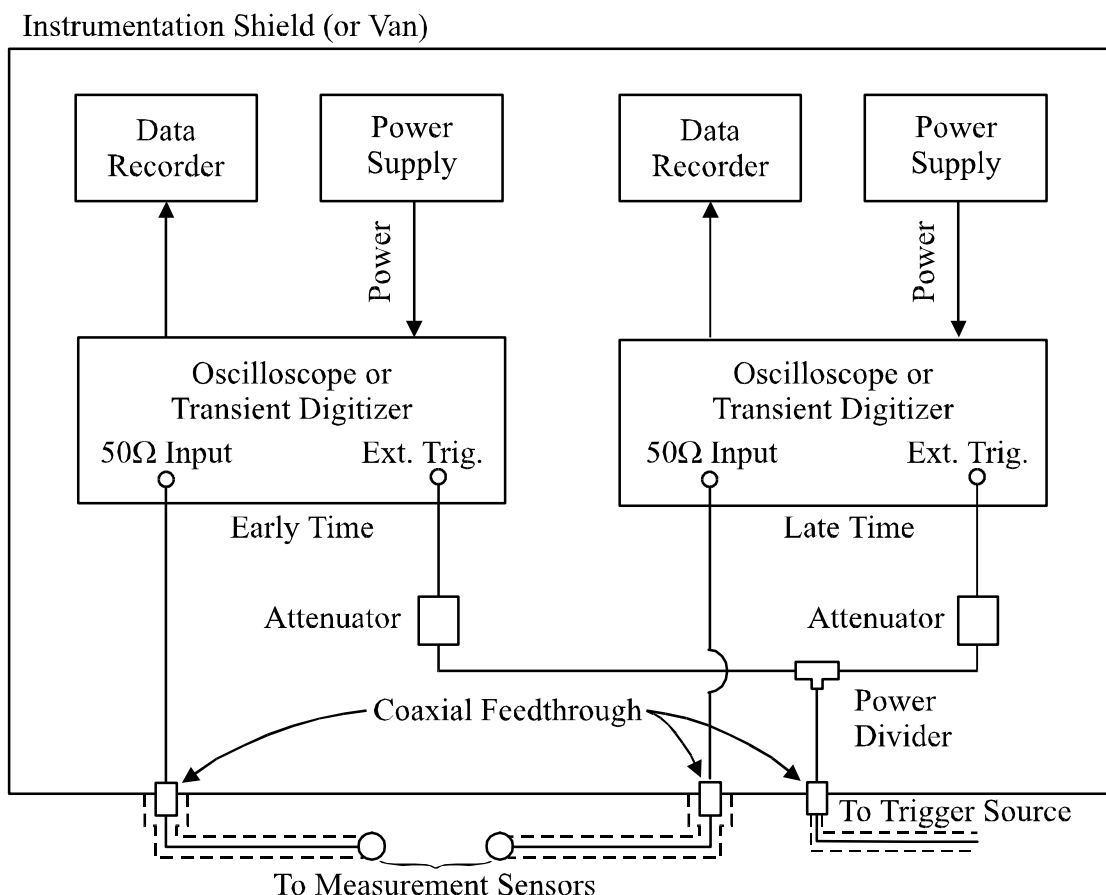 Instrumentation Shield (or Van)
Data
Recorder
Power
Supply
Data
Recorder
Power
Supply
Power
Power
Oscilloscope or
Transient Digitizer
50Ω Input
Ext. Trig.
Oscilloscope or
Transient Digitizer
50Ω Input
Ext. Trig.
Early Time
Late Time
Attenuator
Attenuator
Coaxial Feedthrough
Power
Divider
To Trigger Source
To Measurement Sensors